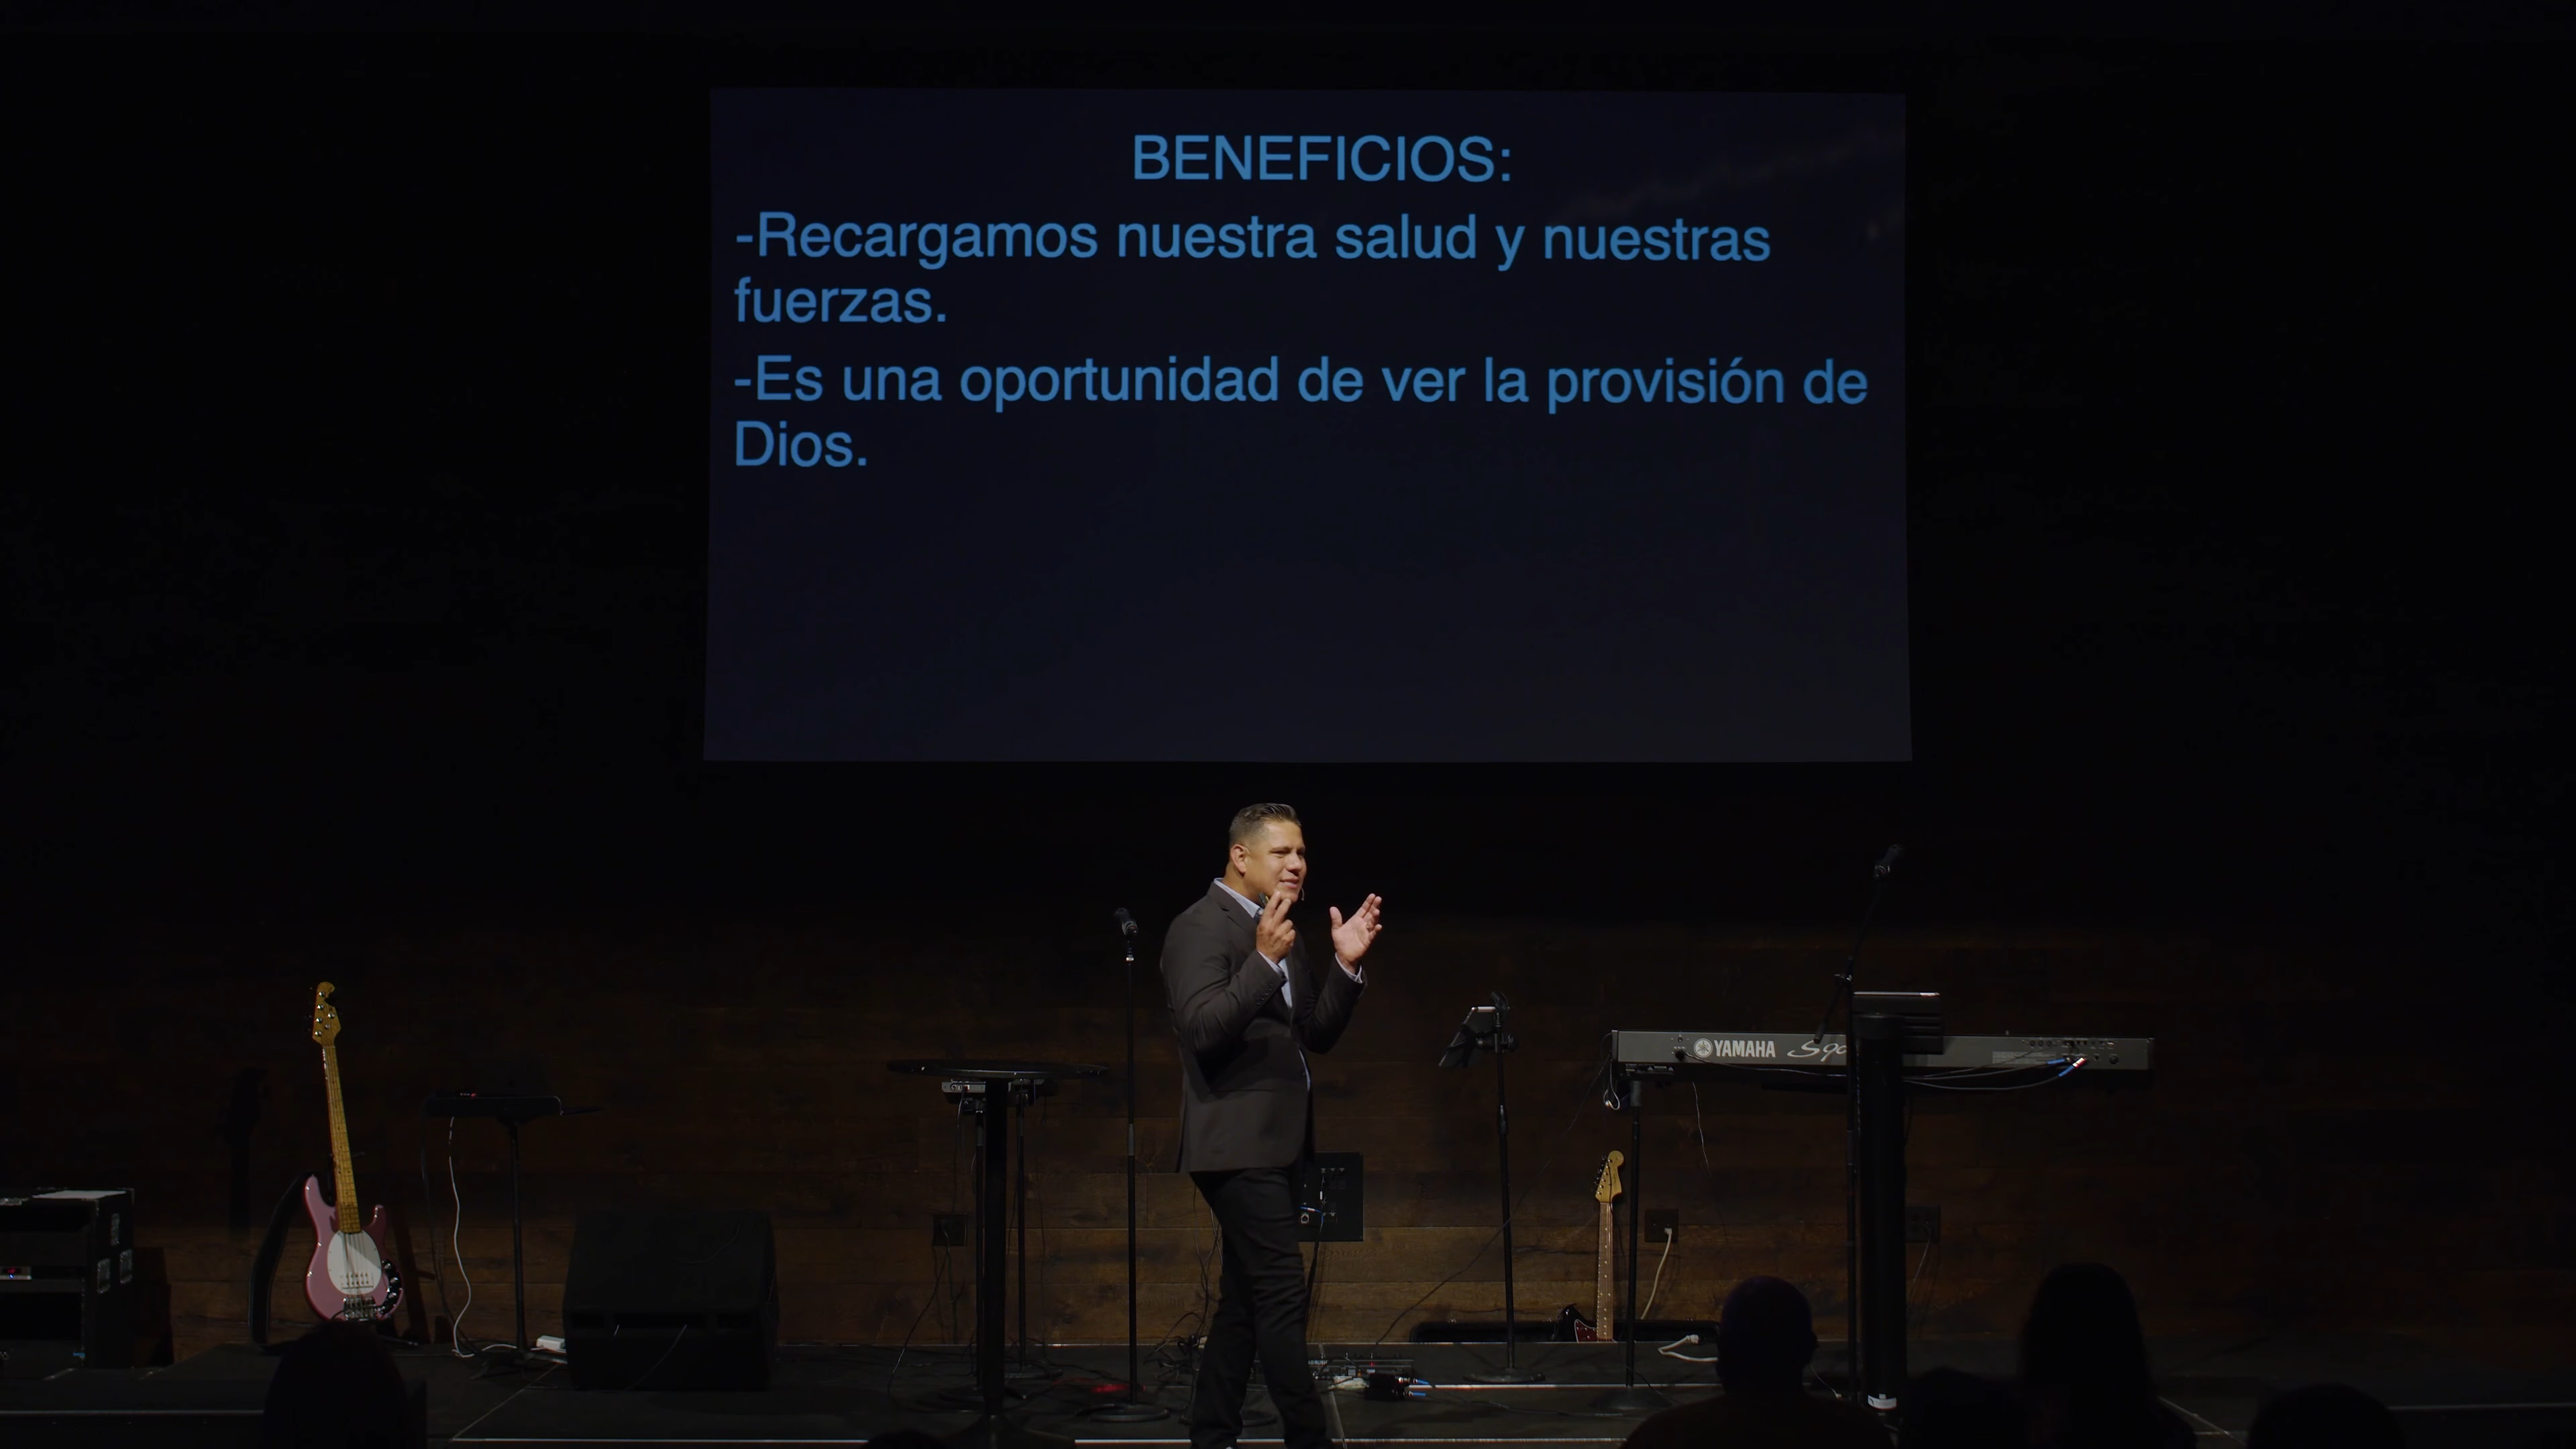 BENEFICIOS:
-Recargamos nuestra salud y nuestras
fuerzas.
-Es una oportunidad de ver la provisión de
Dios.
YAMAHA